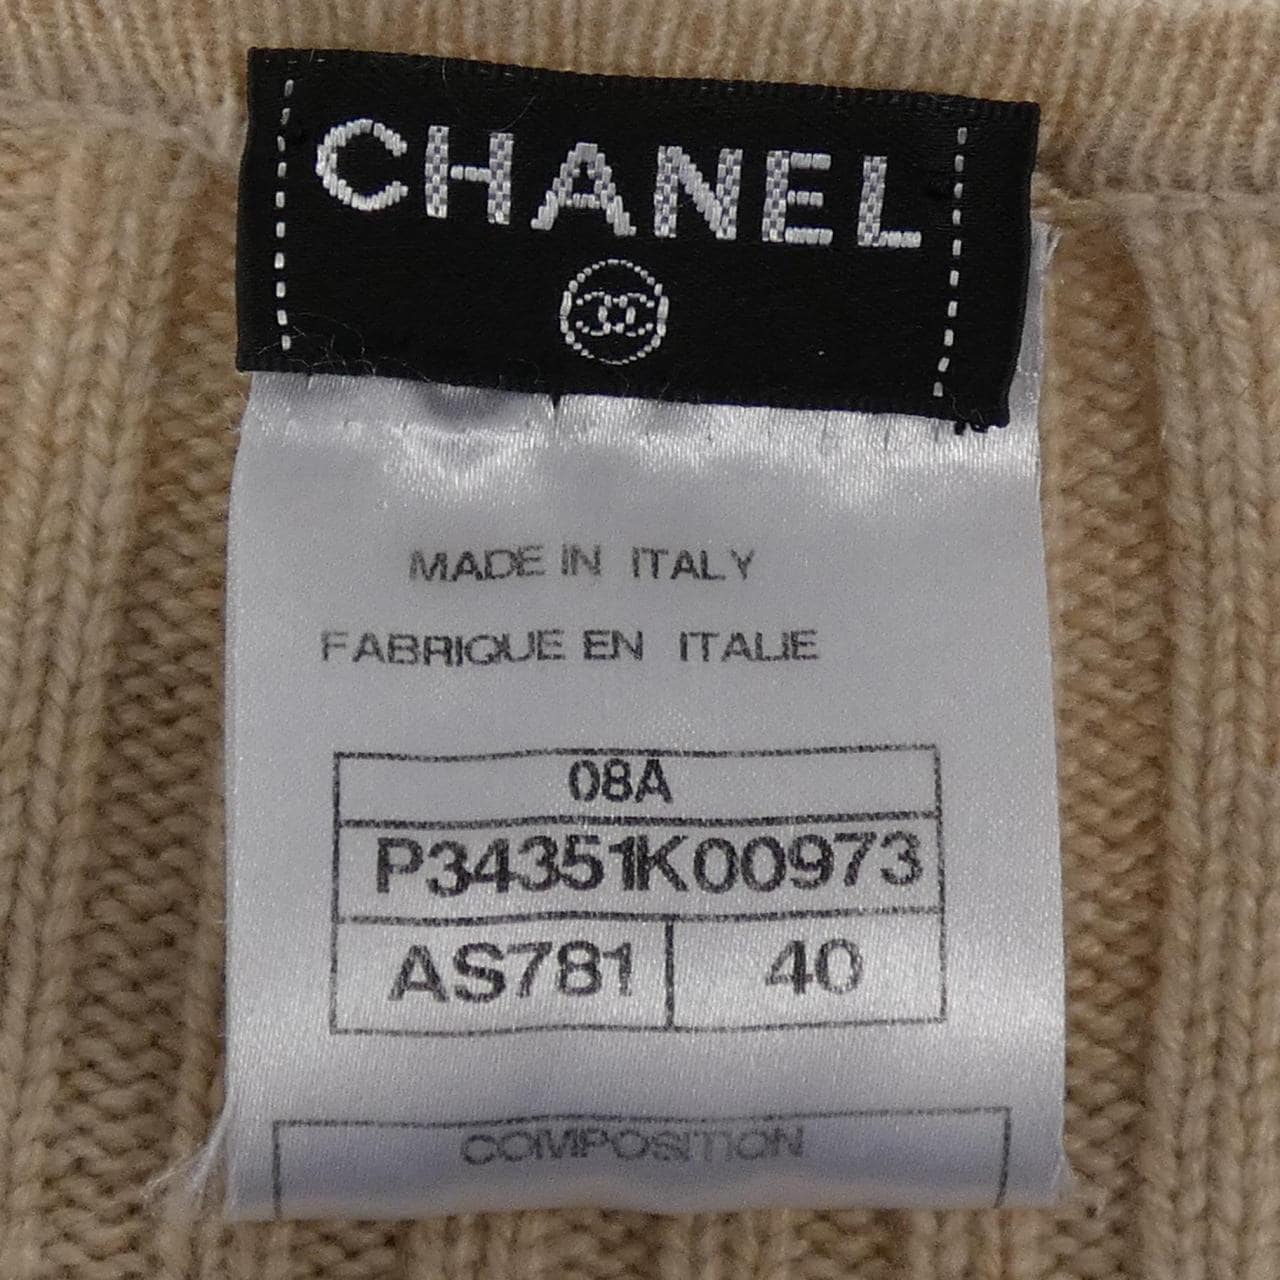 CHANEL
MADE IN ITALY
FABRIQUE EN ITALIE
08A
P34351K00973
AS781 40
COMPOSITION